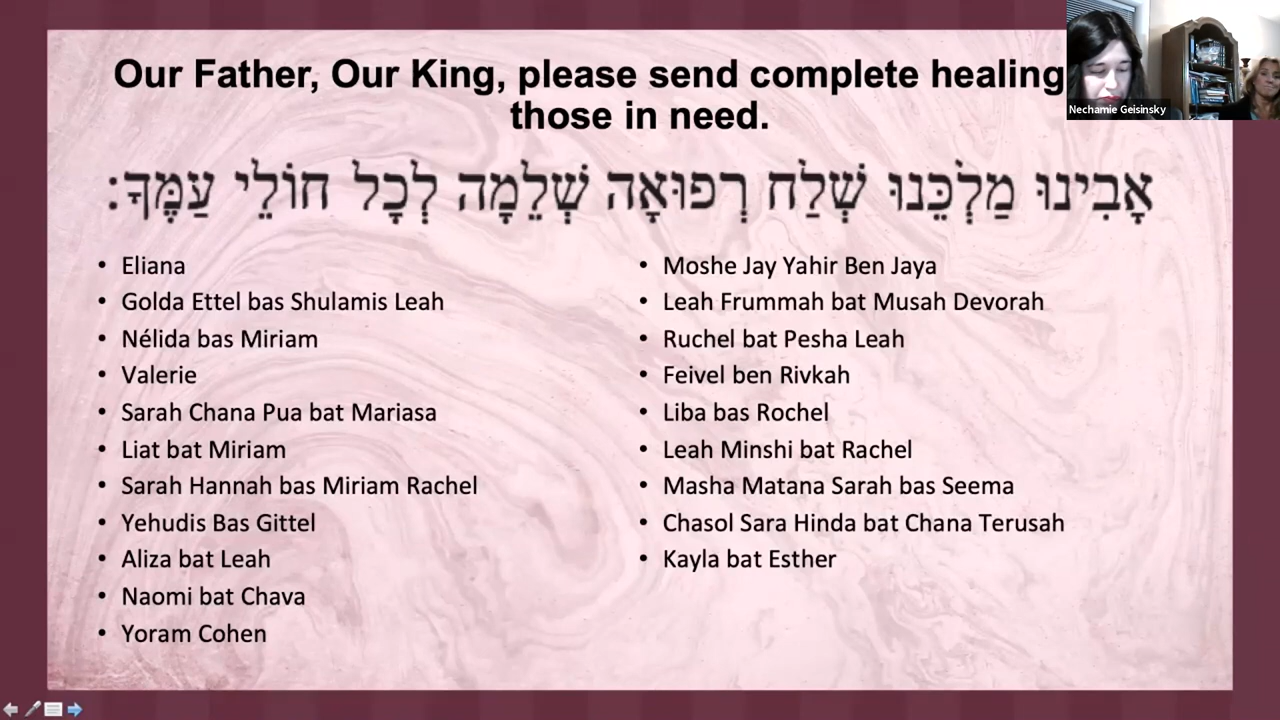 Our Father, Our King, please send complete healing
those in need.
אָבִינוּ מַלְכֵּנוּ שְׁלַח רְפוּאָה שְׁלֵמָה לְכָל חוֹלֵי עַמֶּךָ:
Eliana
Golda Ettel bas Shulamis Leah
Nélida bas Miriam
Valerie
Sarah Chana Pua bat Mariasa
Liat bat Miriam
Sarah Hannah bas Miriam Rachel
Yehudis Bas Gittel
Aliza bat Leah
Naomi bat Chava
Yoram Cohen
Moshe Jay Yahir Ben Jaya
Leah Frummah bat Musah Devorah
Ruchel bat Pesha Leah
Feivel ben Rivkah
Liba bas Rochel
Leah Minshi bat Rachel
Masha Matana Sarah bas Seema
Chasol Sara Hinda bat Chana Terusah
Kayla bat Esther
Nechamie Geisinsky